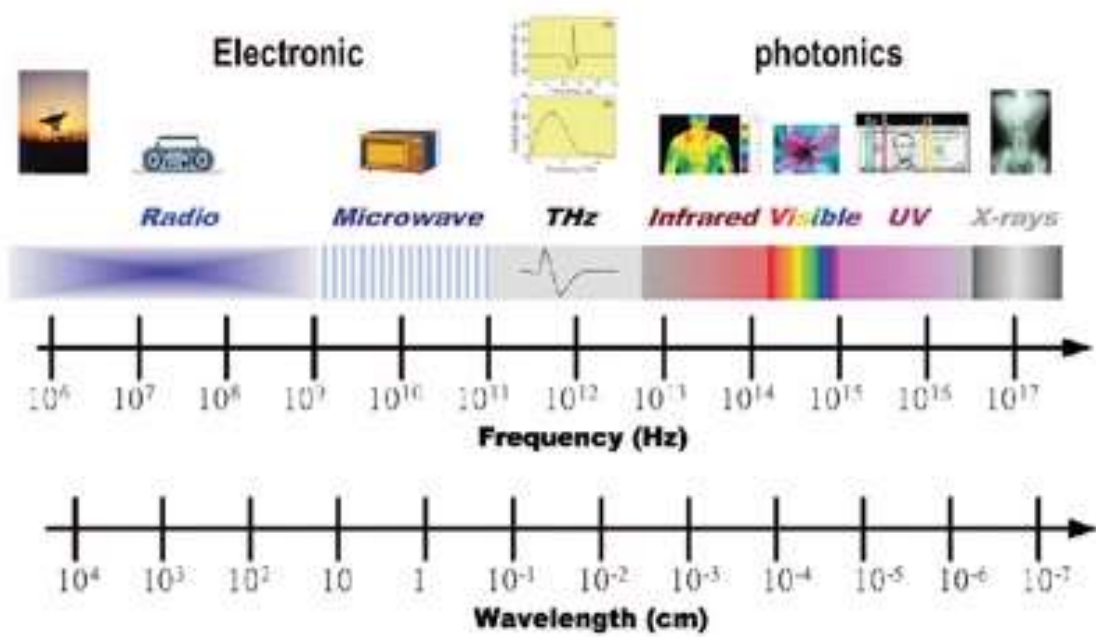 Electronic
photonics
Radio Microwave THz Infrared Visible UV X-rays
10⁶ 10⁷ 10⁸ 10⁹ 10¹⁰ 10¹¹ 10¹² 10¹³ 10¹⁴ 10¹⁵ 10¹⁶ 10¹⁷
Frequency (Hz)
10⁴ 10³ 10² 10 1 10⁻¹ 10⁻² 10⁻³ 10⁻⁴ 10⁻⁵ 10⁻⁶ 10⁻⁷
Wavelength (cm)